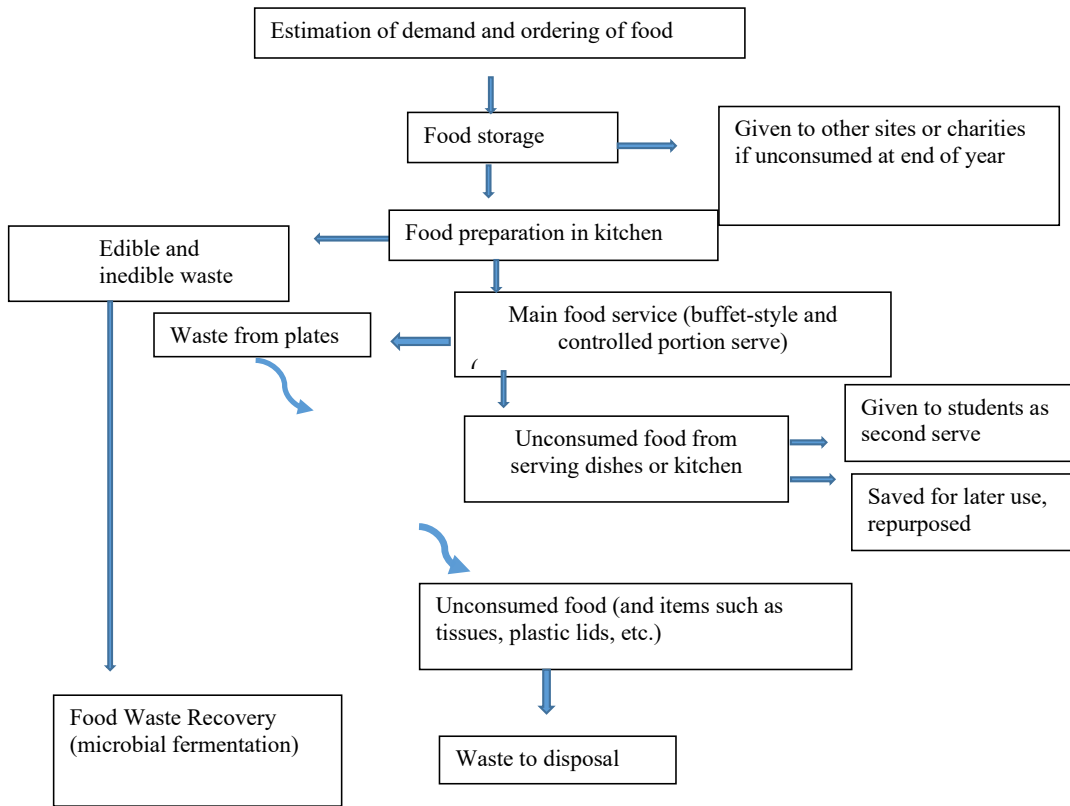 Estimation of demand and ordering of food
Food storage
Given to other sites or charities
if unconsumed at end of year
Food preparation in kitchen
Edible and
inedible waste
Main food service (buffet-style and
controlled portion serve)
Waste from plates
Given to students as
second serve
Unconsumed food from
serving dishes or kitchen
Saved for later use,
repurposed
Unconsumed food (and items such as
tissues, plastic lids, etc.)
Food Waste Recovery
(microbial fermentation)
Waste to disposal